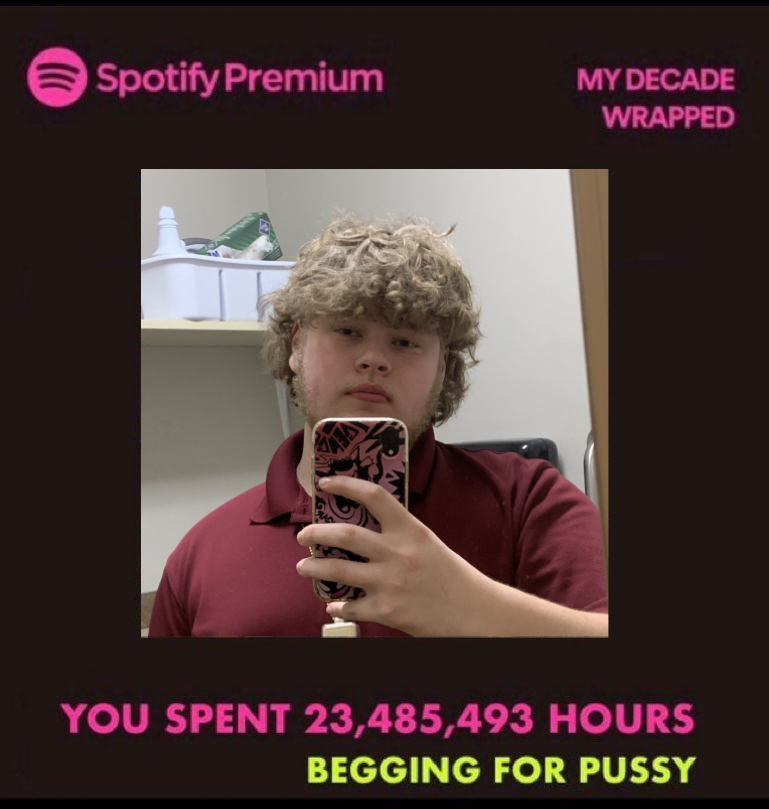 Spotify Premium
MY DECADE
WRAPPED
YOU SPENT 23,485,493 HOURS
BEGGING FOR PUSSY